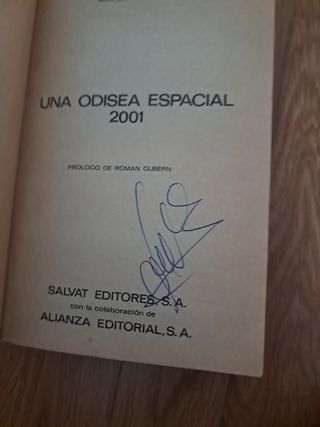 UNA ODISEA ESPACIAL
2001
PROLOGO DE ROMAN GUBERN
SALVAT EDITORES, S. A.
con la colaboración de
ALIANZA EDITORIAL, S. A.